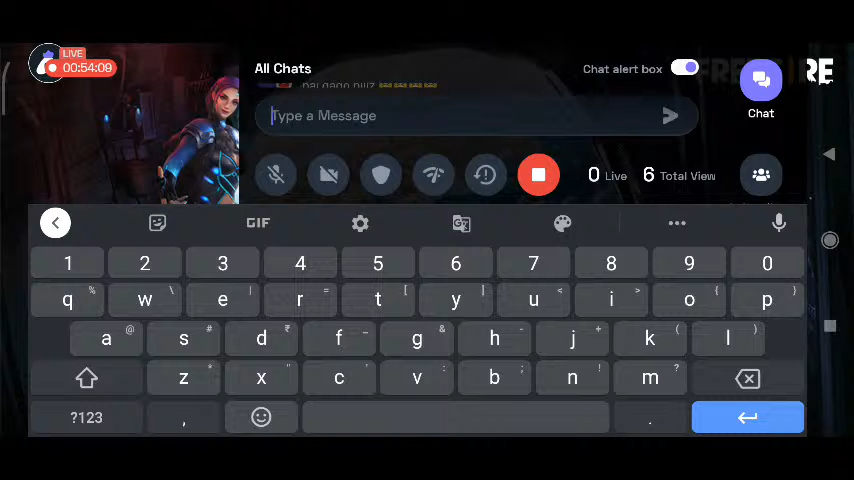 LIVE
00:54:09
All Chats
Chat alert box
RE
Type a Message
Chat
0 Live 6 Total View
GIF
1 2 3 4 5 6 7 8 9 0
q % w \ e | r = t [ y ] u < i > o { p }
a @ s # d ₹ f _ g & h - j + k ( l )
z * x " c ' v : b ; n ! m ?
?123 , .